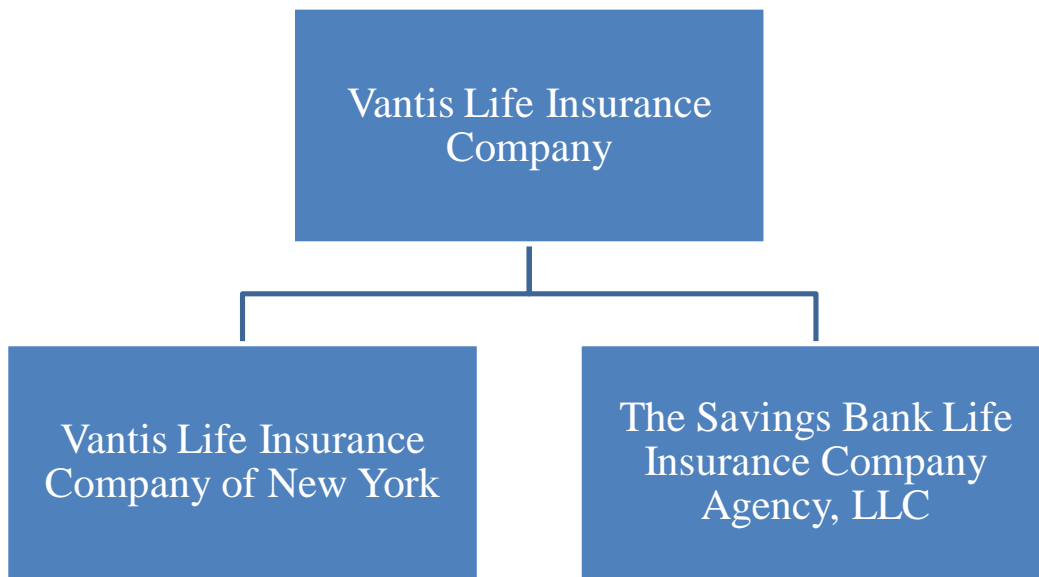 Vantis Life Insurance
Company
Vantis Life Insurance
Company of New York
The Savings Bank Life
Insurance Company
Agency, LLC